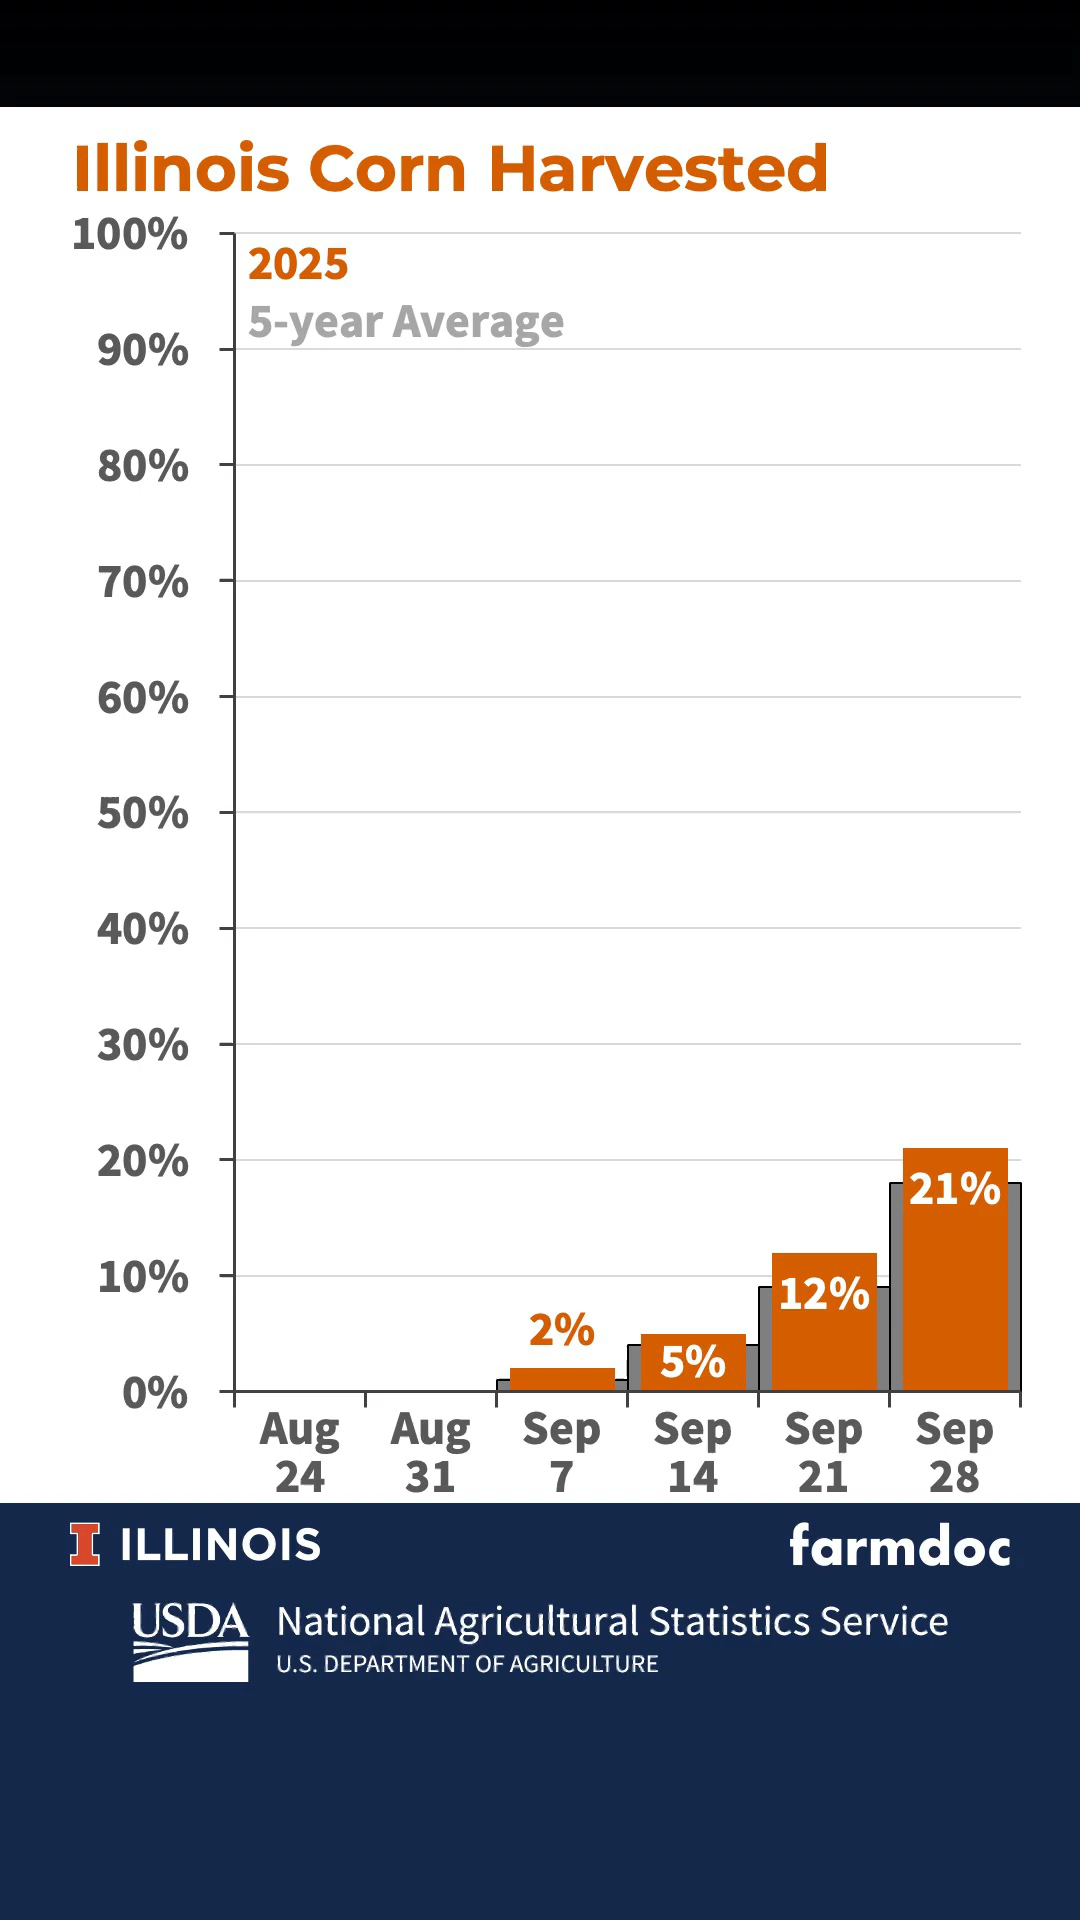 Illinois Corn Harvested
100%
2025
5-year Average
90%
80%
70%
60%
50%
40%
30%
20%
10%
0%
2%
5%
12%
21%
Aug 24
Aug 31
Sep 7
Sep 14
Sep 21
Sep 28
I ILLINOIS
farmdoc
USDA
National Agricultural Statistics Service
U.S. DEPARTMENT OF AGRICULTURE